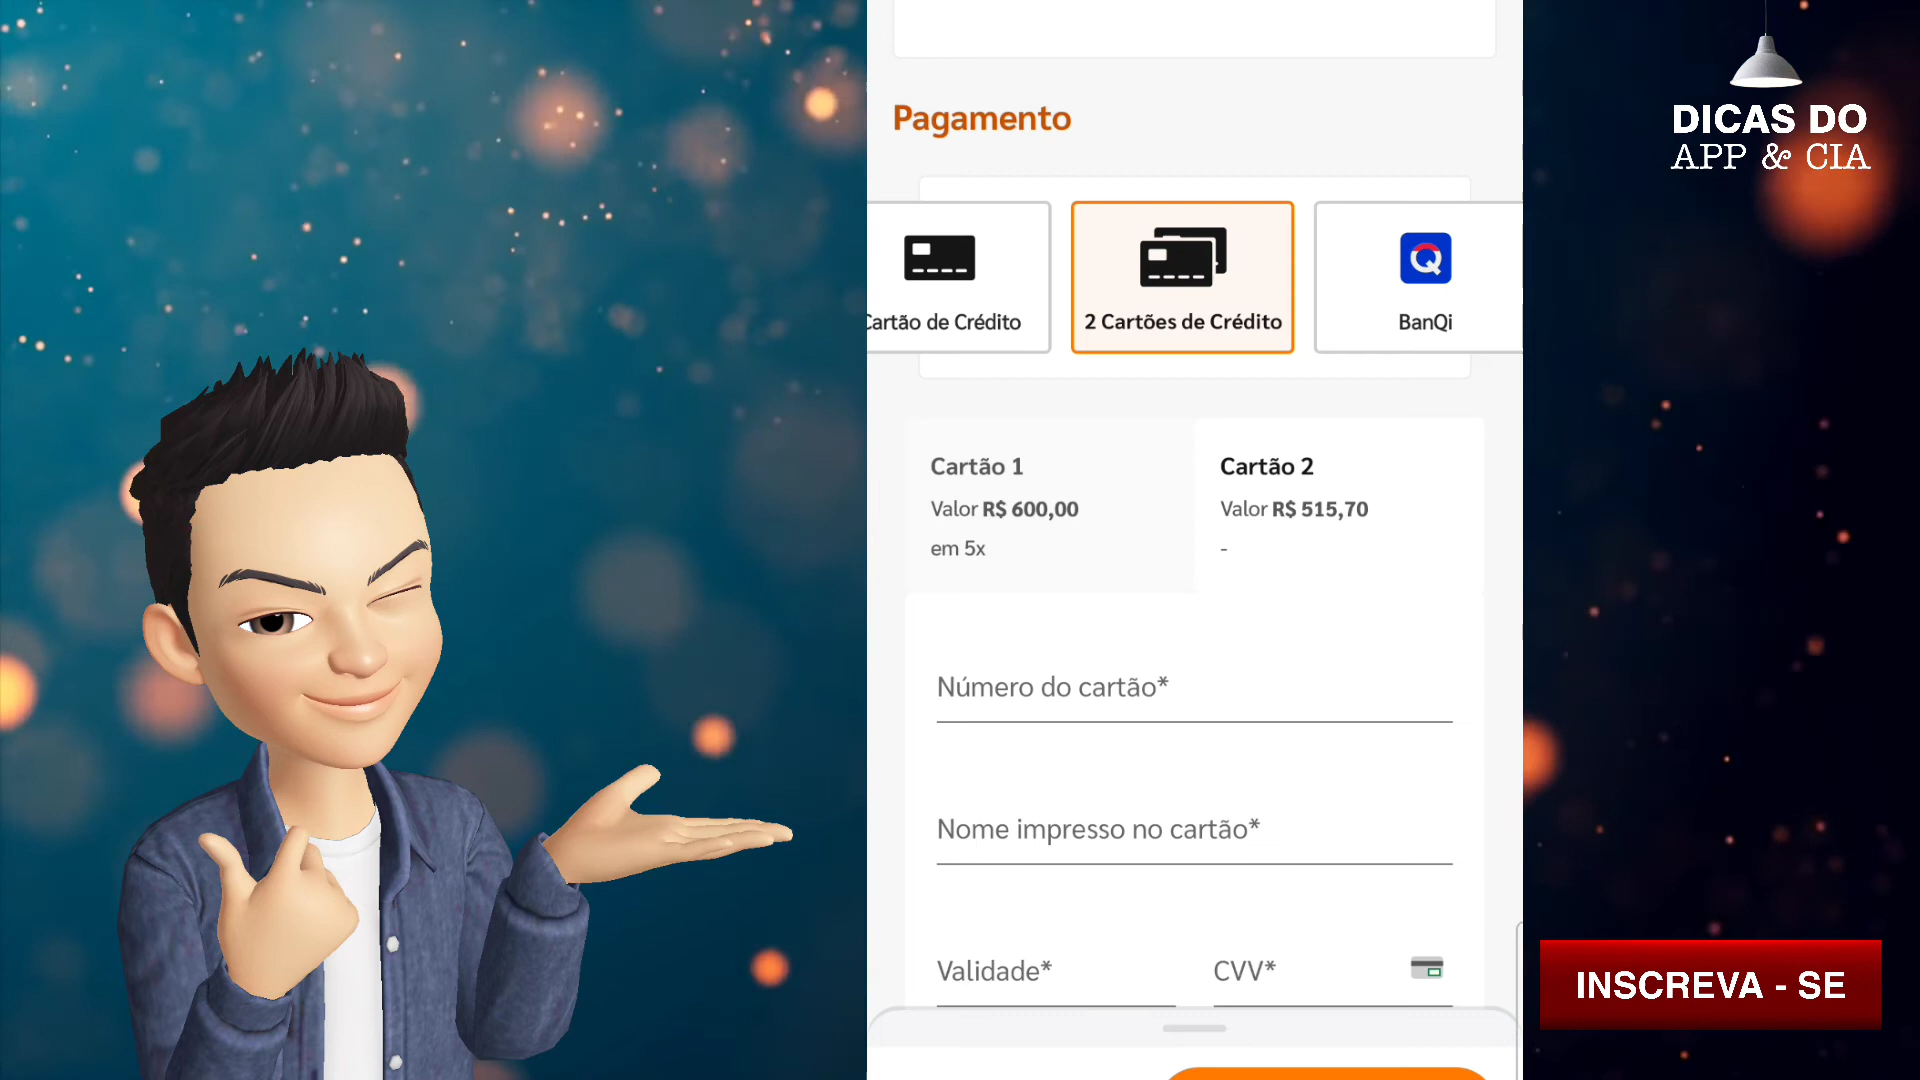 Pagamento
Cartão de Crédito
2 Cartões de Crédito
BanQi
Cartão 1
Valor R$ 600,00
em 5x
Cartão 2
Valor R$ 515,70
-
Número do cartão*
Nome impresso no cartão*
Validade*
CVV*
DICAS DO
APP & CIA
INSCREVA - SE